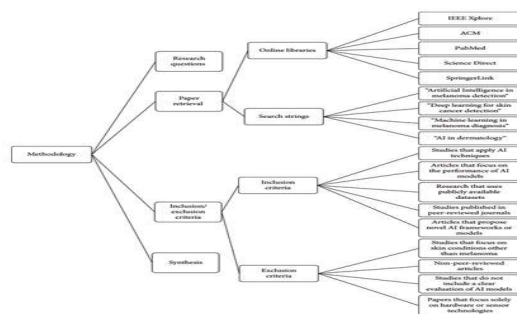 IEEE Xplore
ACM
PubMed
Science Direct
SpringerLink
Online libraries
Research
questions
Paper
retrieval
Search strings
"Artificial Intelligence in
melanoma detection"
"Deep learning for skin
cancer detection"
"Machine learning in
melanoma diagnosis"
"AI in dermatology"
Methodology
Inclusion/
exclusion
criteria
Synthesis
Inclusion
criteria
Studies that apply AI
techniques
Articles that focus on
the performance of AI
models
Research that uses
publicly available
datasets
Studies published in
peer-reviewed journals
Articles that propose
novel AI frameworks or
models
Exclusion
criteria
Studies that focus on
skin conditions other
than melanoma
Non-peer-reviewed
articles
Studies that do not
include a clear
evaluation of AI models
Papers that focus solely
on hardware or sensor
technologies